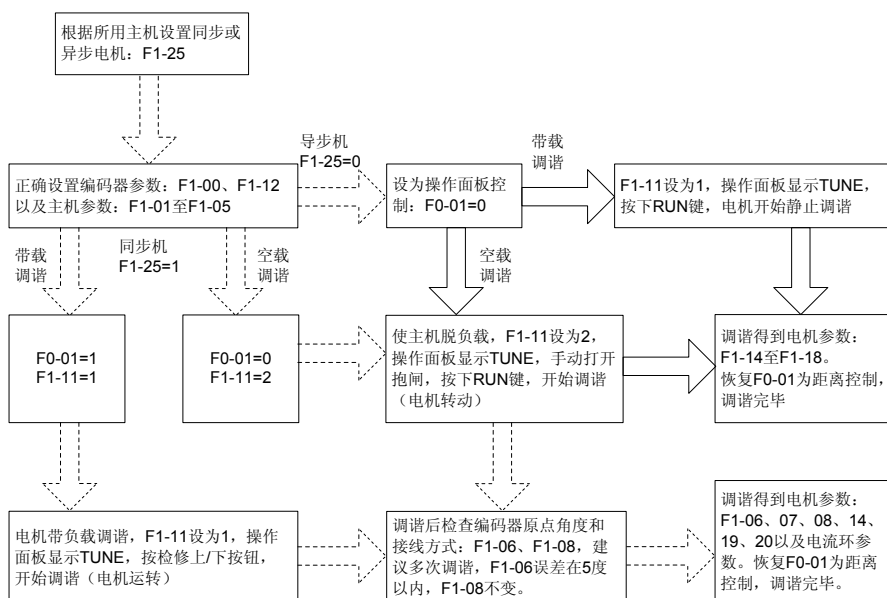 根据所用主机设置同步或
异步电机：F1-25
导步机
F1-25=0
带载
调谐
正确设置编码器参数：F1-00、F1-12
以及主机参数：F1-01至F1-05
设为操作面板控
制：F0-01=0
F1-11设为1，操作面板显示TUNE，
按下RUN键，电机开始静止调谐
带载
调谐
同步机
F1-25=1
空载
调谐
空载
调谐
F0-01=1
F1-11=1
F0-01=0
F1-11=2
使主机脱负载，F1-11设为2，
操作面板显示TUNE，手动打开
抱闸，按下RUN键，开始调谐
（电机转动）
调谐得到电机参数：
F1-14至F1-18。
恢复F0-01为距离控制，
调谐完毕
电机带负载调谐，F1-11设为1，操作
面板显示TUNE，按检修上/下按钮，
开始调谐（电机运转）
调谐后检查编码器原点角度和
接线方式：F1-06、F1-08，建
议多次调谐，F1-06误差在5度
以内，F1-08不变。
调谐得到电机参数：
F1-06、07、08、14、
19、20以及电流环参
数。恢复F0-01为距离
控制，调谐完毕。